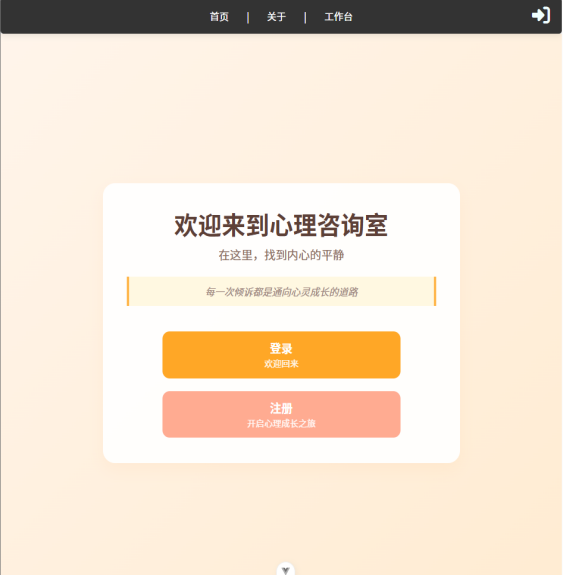 首页 | 关于 | 工作台
欢迎来到心理咨询室
在这里，找到内心的平静
每一次倾诉都是通向心灵成长的道路
登录
欢迎回来
注册
开启心理成长之旅